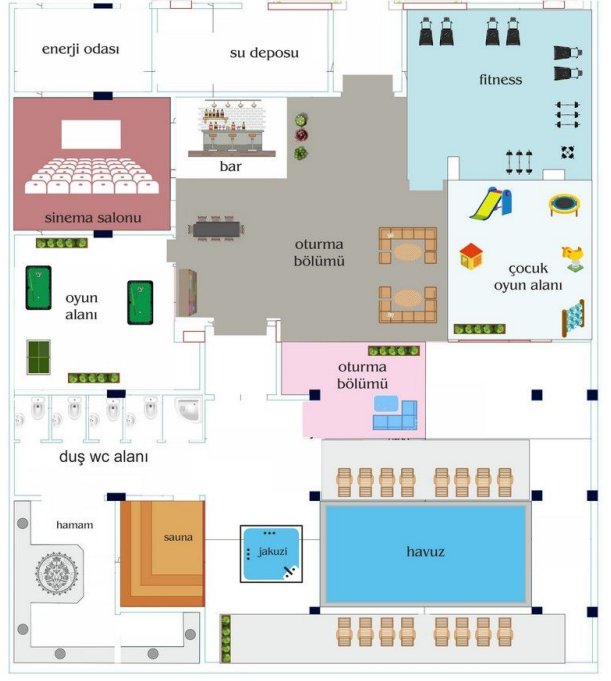 enerji odası
su deposu
fitness
bar
sinema salonu
oturma
bölümü
çocuk
oyun alanı
oyun
alanı
oturma
bölümü
duş wc alanı
hamam
sauna
jakuzi
havuz